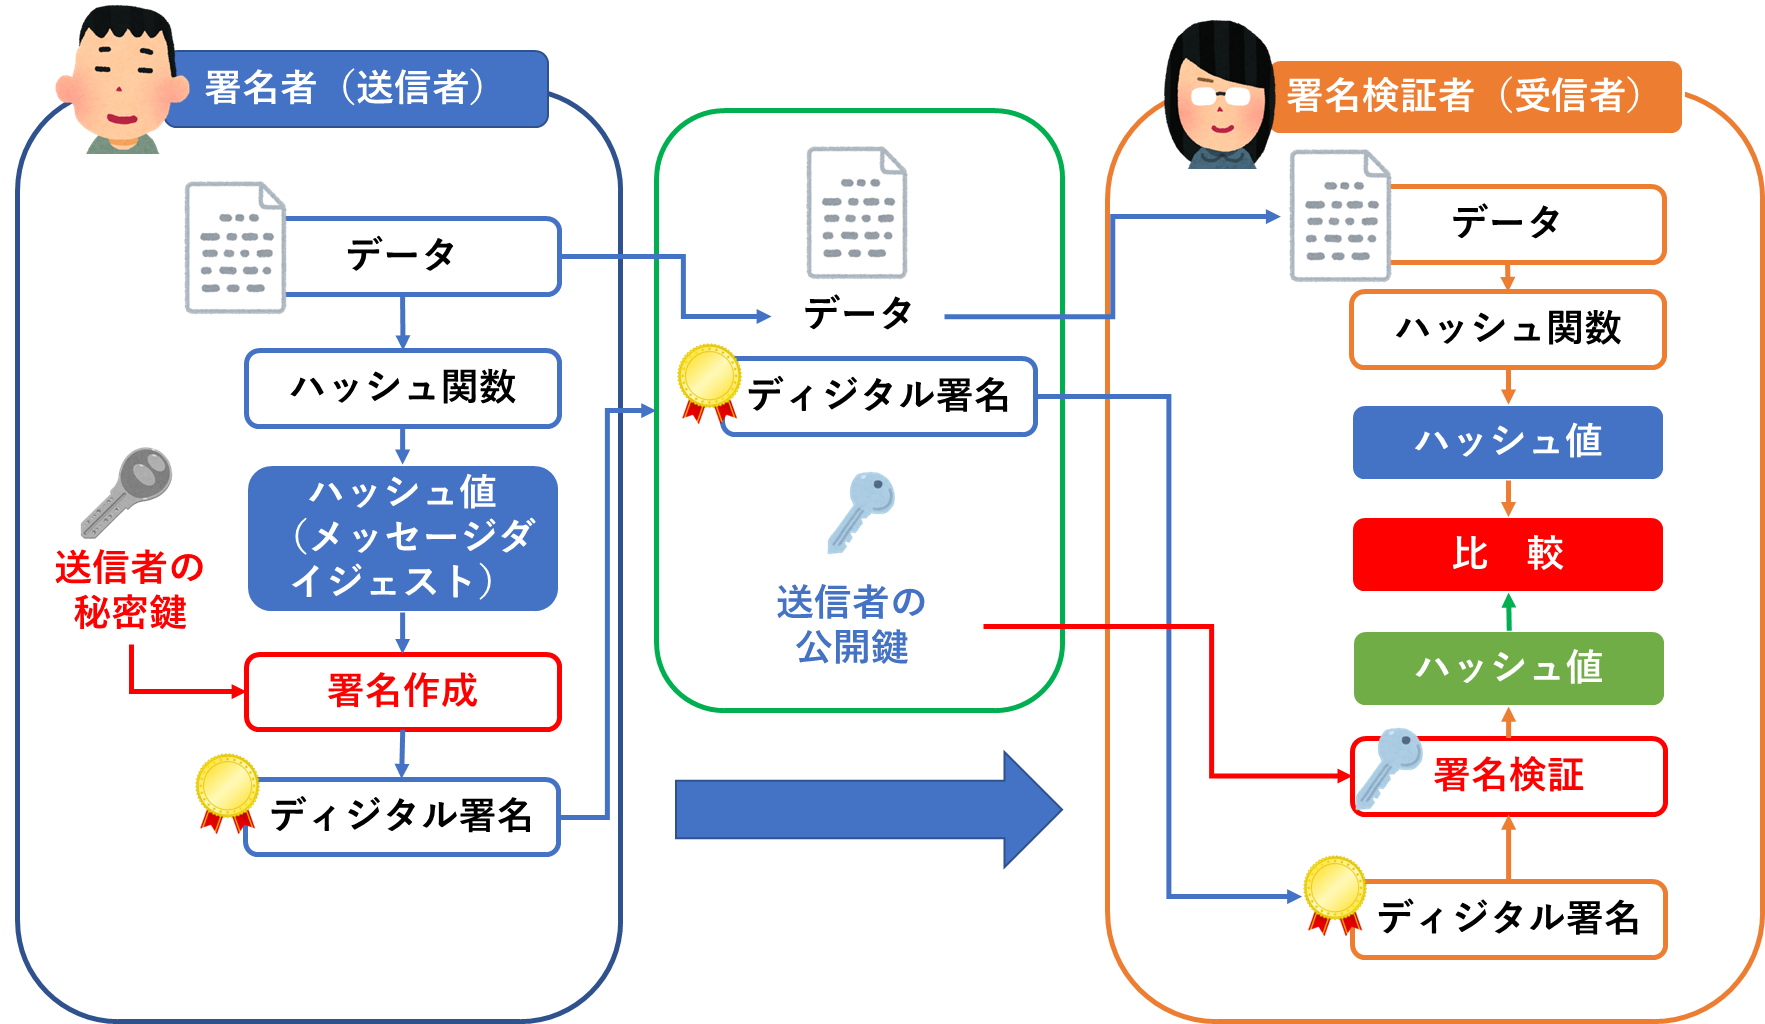 署名者（送信者）
データ
ハッシュ関数
ハッシュ値
（メッセージダ
イジェスト）
送信者の
秘密鍵
署名作成
ディジタル署名
データ
ディジタル署名
送信者の
公開鍵
署名検証者（受信者）
データ
ハッシュ関数
ハッシュ値
比　較
ハッシュ値
署名検証
ディジタル署名